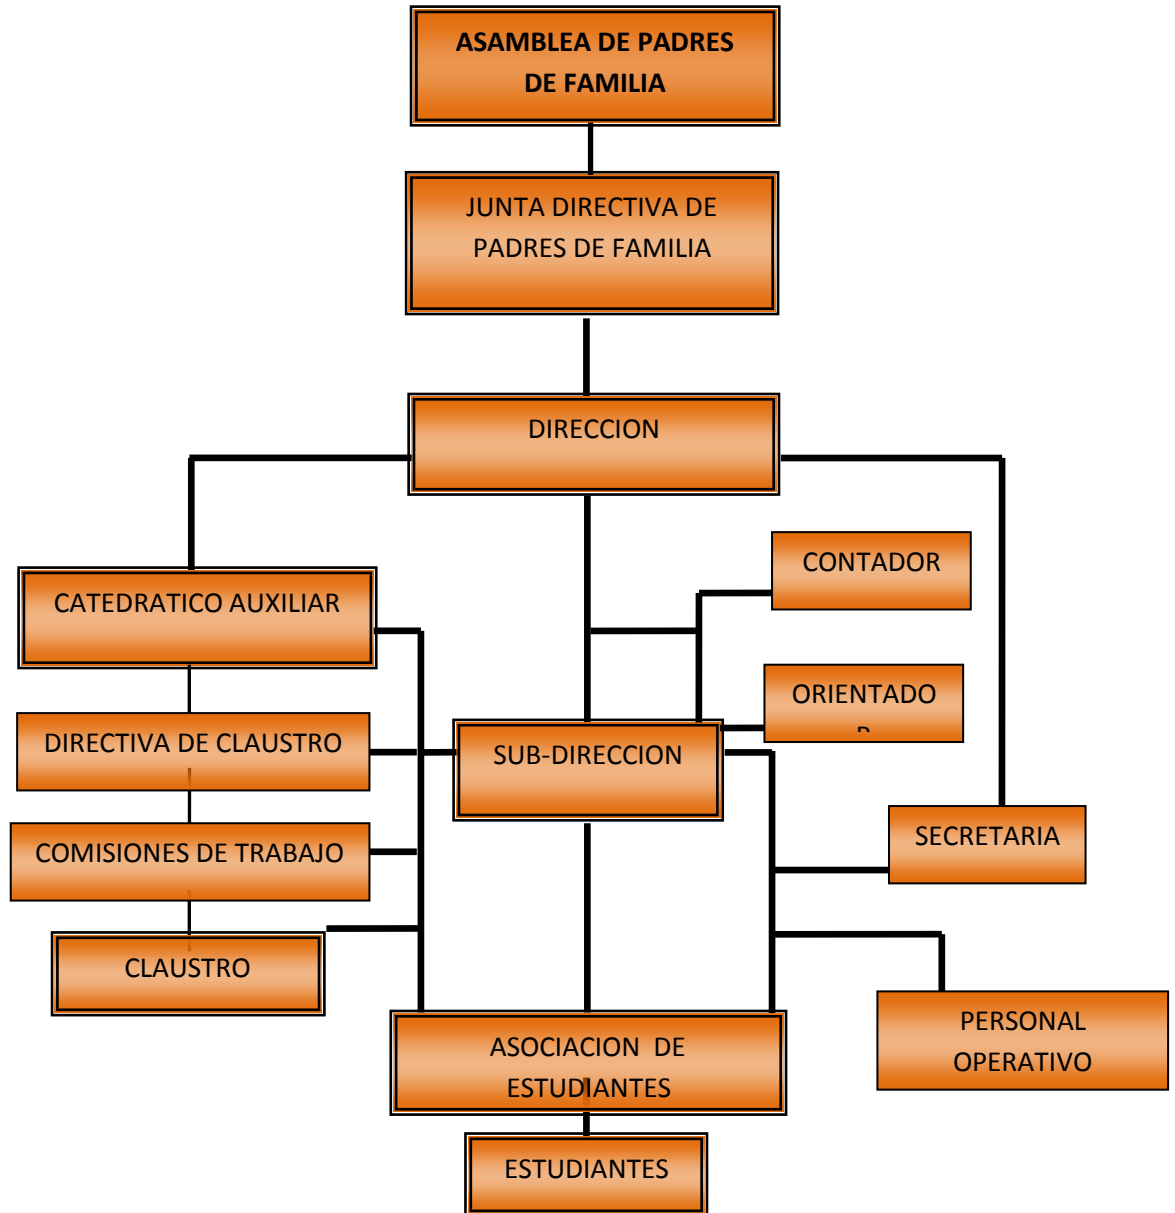 ASAMBLEA DE PADRES
DE FAMILIA
JUNTA DIRECTIVA DE
PADRES DE FAMILIA
DIRECCION
CONTADOR
CATEDRATICO AUXILIAR
ORIENTADO
DIRECTIVA DE CLAUSTRO
SUB-DIRECCION
SECRETARIA
COMISIONES DE TRABAJO
CLAUSTRO
PERSONAL
OPERATIVO
ASOCIACION DE
ESTUDIANTES
ESTUDIANTES